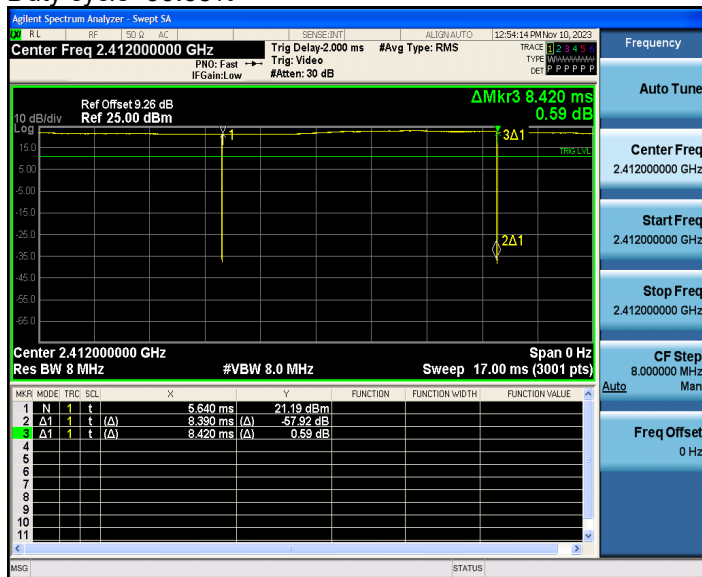 Agilent Spectrum Analyzer - Swept SA
RL RF 50 Ω AC SENSE:INT ALIGNAUTO 12:54:14 PM Nov 10, 2023
Center Freq 2.412000000 GHz
PNO: Fast
IFGain:Low
Trig Delay-2.000 ms
Trig: Video
#Atten: 30 dB
#Avg Type: RMS
TRACE 1 2 3 4 5 6
TYPE
DET P P P P P P
Frequency
Auto Tune
Center Freq
2.412000000 GHz
Start Freq
2.412000000 GHz
Stop Freq
2.412000000 GHz
CF Step
8.000000 MHz
Auto Man
Freq Offset
0 Hz
ΔMkr3 8.420 ms
0.59 dB
Ref Offset 9.26 dB
10 dB/div Ref 25.00 dBm
Log
15.0
5.00
-5.00
-15.0
-25.0
-35.0
-45.0
-55.0
-65.0
1
3Δ1
TRIG LVL
2Δ1
Center 2.412000000 GHz Span 0 Hz
Res BW 8 MHz #VBW 8.0 MHz Sweep 17.00 ms (3001 pts)
MKR MODE TRC SCL X Y FUNCTION FUNCTION WIDTH FUNCTION VALUE
1 N 1 t 5.640 ms 21.19 dBm
2 Δ1 1 t (Δ) 8.390 ms (Δ) -57.92 dB
3 Δ1 1 t (Δ) 8.420 ms (Δ) 0.59 dB
4
5
6
7
8
9
10
11
MSG STATUS